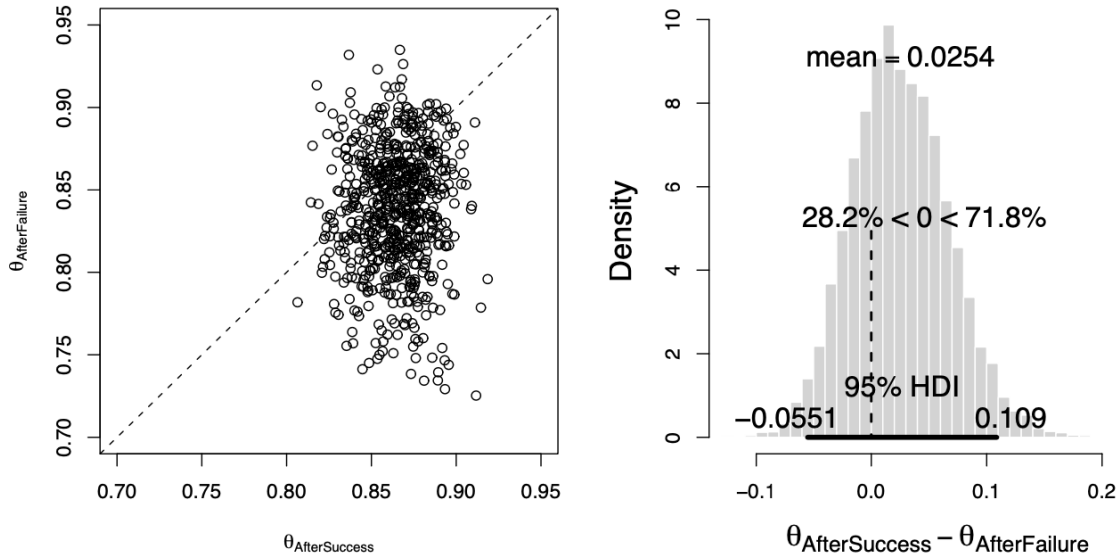 0.95
0.90
0.85
0.80
0.75
0.70
θAfterFailure
0.70 0.75 0.80 0.85 0.90 0.95
θAfterSuccess
10
8
6
4
2
0
Density
mean = 0.0254
28.2% < 0 < 71.8%
95% HDI
−0.0551 0.109
−0.1 0.0 0.1 0.2
θAfterSuccess − θAfterFailure